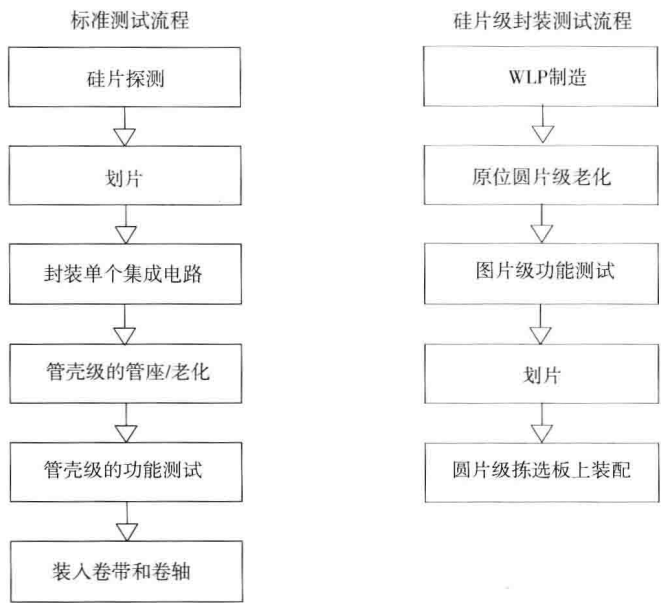 标准测试流程
硅片探测
划片
封装单个集成电路
管壳级的管座/老化
管壳级的功能测试
装入卷带和卷轴
硅片级封装测试流程
WLP制造
原位圆片级老化
图片级功能测试
划片
圆片级拣选板上装配